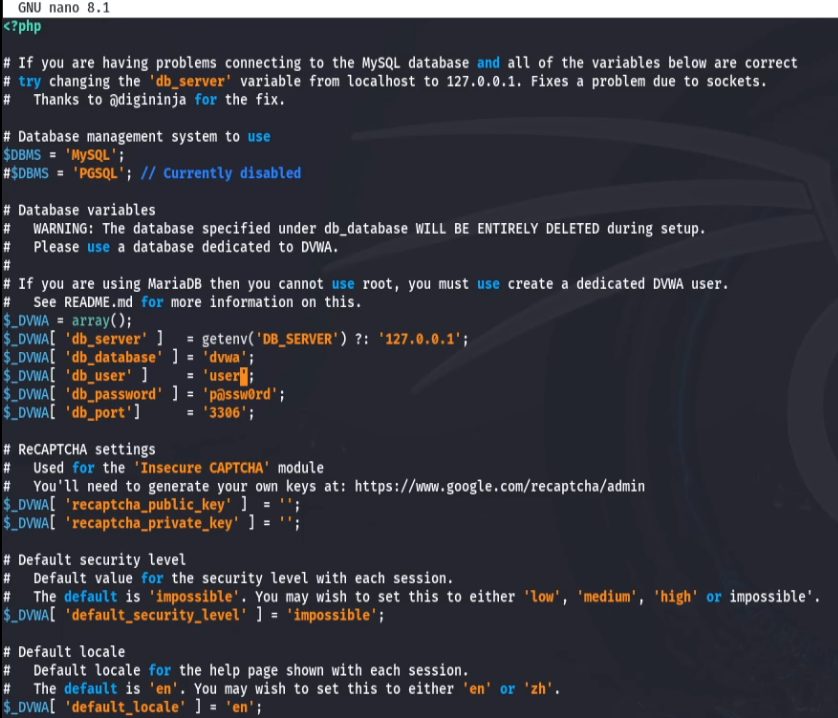 GNU nano 8.1
<?php

# If you are having problems connecting to the MySQL database and all of the variables below are correct
# try changing the 'db_server' variable from localhost to 127.0.0.1. Fixes a problem due to sockets.
#   Thanks to @digininja for the fix.

# Database management system to use
$DBMS = 'MySQL';
#$DBMS = 'PGSQL'; // Currently disabled

# Database variables
#   WARNING: The database specified under db_database WILL BE ENTIRELY DELETED during setup.
#   Please use a database dedicated to DVWA.
#
# If you are using MariaDB then you cannot use root, you must use create a dedicated DVWA user.
#   See README.md for more information on this.
$_DVWA = array();
$_DVWA[ 'db_server' ]   = getenv('DB_SERVER') ?: '127.0.0.1';
$_DVWA[ 'db_database' ] = 'dvwa';
$_DVWA[ 'db_user' ]     = 'user';
$_DVWA[ 'db_password' ] = 'p@ssw0rd';
$_DVWA[ 'db_port']      = '3306';

# ReCAPTCHA settings
#   Used for the 'Insecure CAPTCHA' module
#   You'll need to generate your own keys at: https://www.google.com/recaptcha/admin
$_DVWA[ 'recaptcha_public_key' ]  = '';
$_DVWA[ 'recaptcha_private_key' ] = '';

# Default security level
#   Default value for the security level with each session.
#   The default is 'impossible'. You may wish to set this to either 'low', 'medium', 'high' or impossible'.
$_DVWA[ 'default_security_level' ] = 'impossible';

# Default locale
#   Default locale for the help page shown with each session.
#   The default is 'en'. You may wish to set this to either 'en' or 'zh'.
$_DVWA[ 'default_locale' ] = 'en';